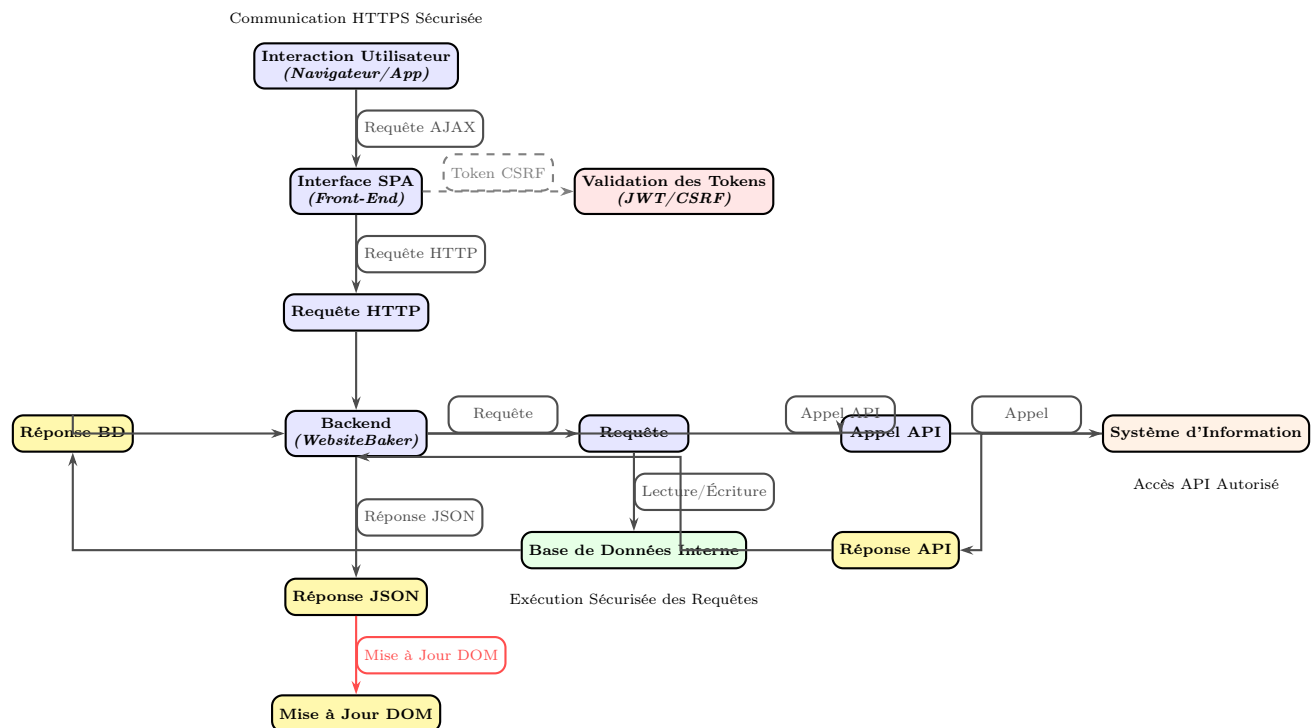 Communication HTTPS Sécurisée
Interaction Utilisateur
(Navigateur/App)
Requête AJAX
Interface SPA
(Front-End)
Token CSRF
Validation des Tokens
(JWT/CSRF)
Requête HTTP
Requête HTTP
Réponse BD
Backend
(WebsiteBaker)
Requête
Requête
Appel API
Appel API
Appel
Système d'Information
Accès API Autorisé
Lecture/Écriture
Réponse JSON
Base de Données Interne
Réponse API
Exécution Sécurisée des Requêtes
Réponse JSON
Mise à Jour DOM
Mise à Jour DOM